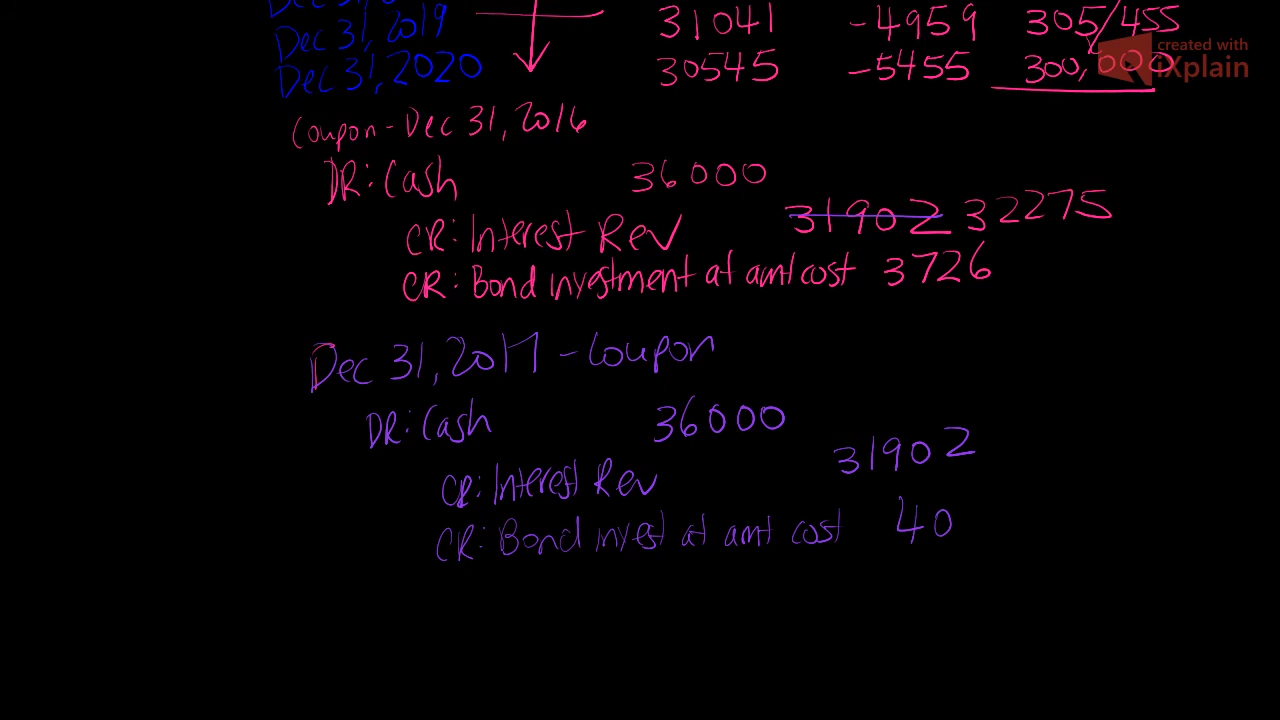 Dec 31, 2019 31041 -4959 305/455
Dec 31, 2020 30545 -5455 300,000
created with
iXplain
Coupon - Dec 31, 2016
DR: Cash 36000
CR: Interest Rev 31902 32275
CR: Bond investment at amt cost 3726
Dec 31, 2017 - Coupon
DR: Cash 36000
CR: Interest Rev 31902
CR: Bond invest at amt cost 40